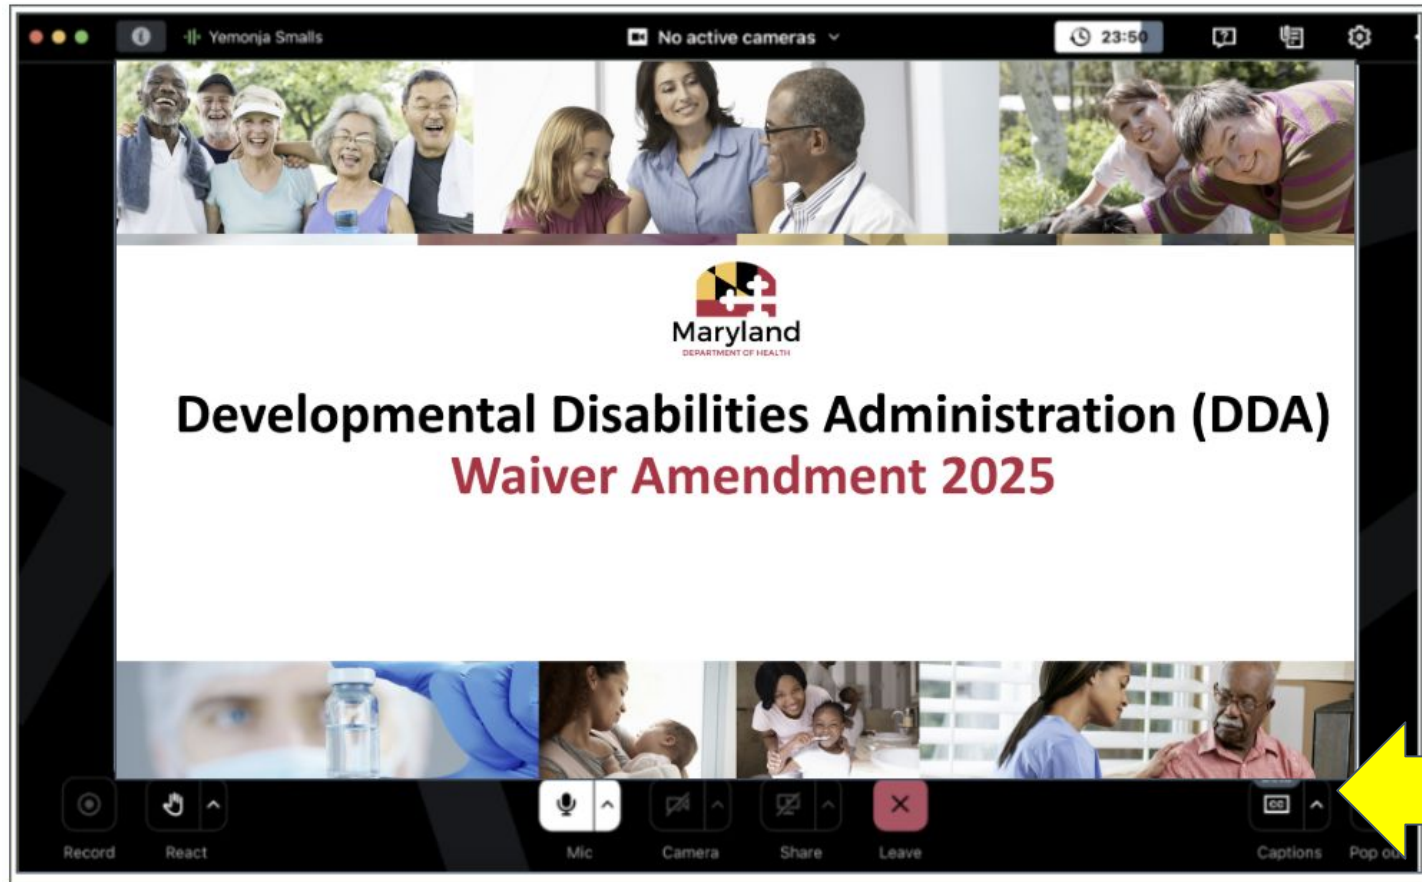 Yemonja Smalls
No active cameras
23:50
Maryland
DEPARTMENT OF HEALTH
Developmental Disabilities Administration (DDA)
Waiver Amendment 2025
CC
Record
React
Mic
Camera
Share
Leave
Captions
Pop